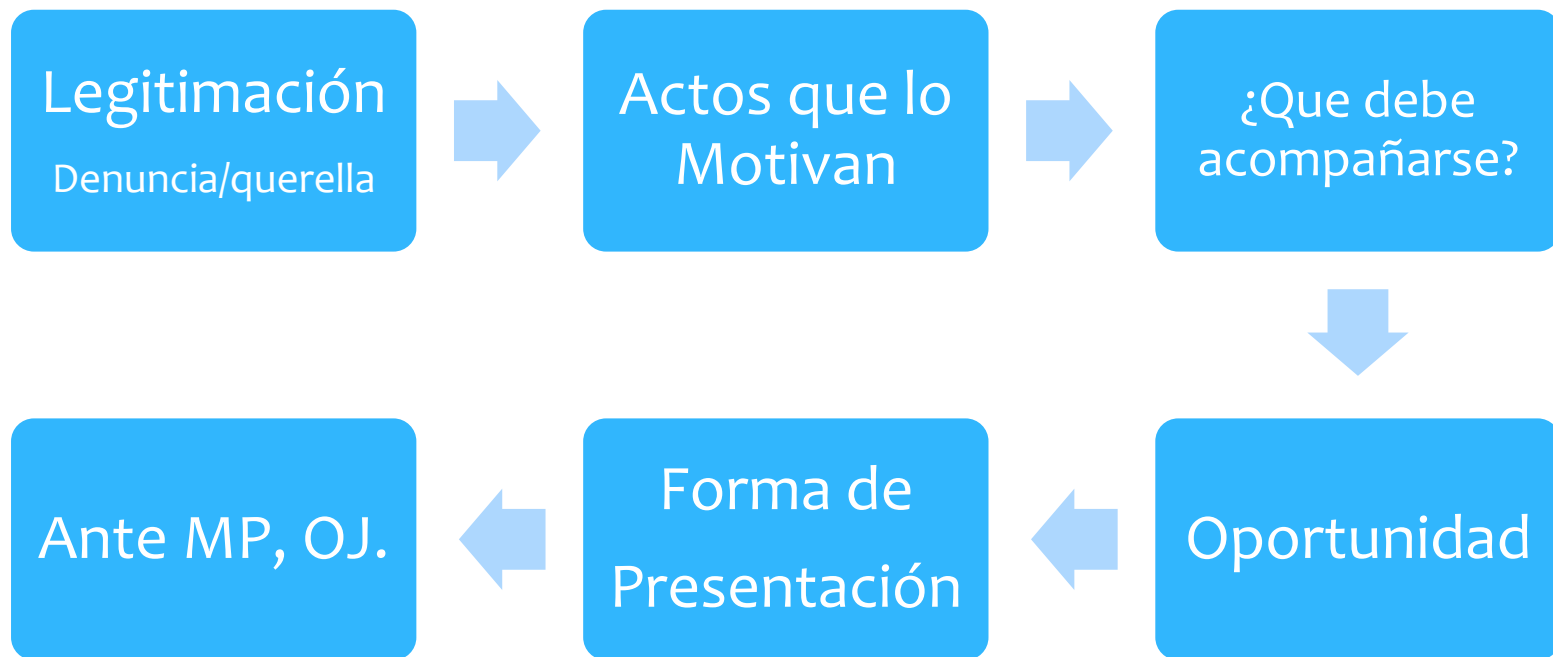 Legitimación
Denuncia/querella
Actos que lo
Motivan
¿Que debe
acompañarse?
Oportunidad
Forma de
Presentación
Ante MP, OJ.